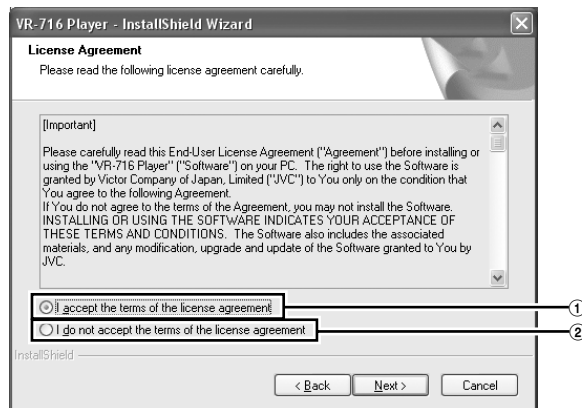 VR-716 Player - InstallShield Wizard
License Agreement
Please read the following license agreement carefully.
[Important]
Please carefully read this End-User License Agreement ("Agreement") before installing or
using the "VR-716 Player" ("Software") on your PC. The right to use the Software is
granted by Victor Company of Japan, Limited ("JVC") to You only on the condition that
You agree to the following Agreement.
If You do not agree to the terms of the Agreement, you may not install the Software.
INSTALLING OR USING THE SOFTWARE INDICATES YOUR ACCEPTANCE OF
THESE TERMS AND CONDITIONS. The Software also includes the associated
materials, and any modification, upgrade and update of the Software granted to You by
JVC.
I accept the terms of the license agreement
①
I do not accept the terms of the license agreement
②
InstallShield
< Back Next > Cancel